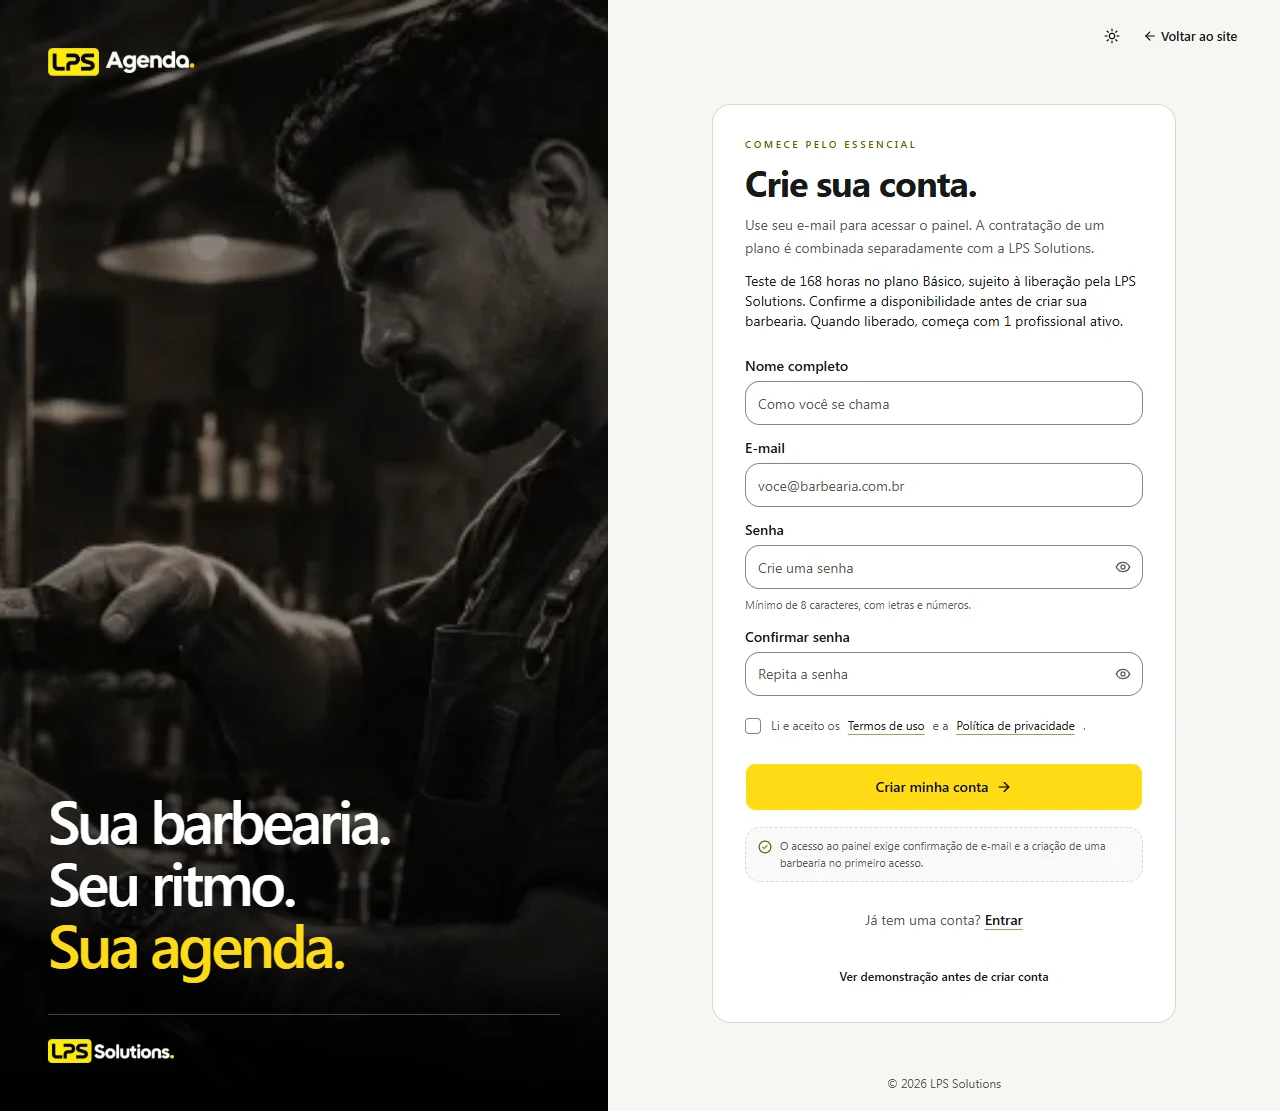 LPS Agenda.
Sua barbearia.
Seu ritmo.
Sua agenda.
LPS Solutions.
Voltar ao site
COMECE PELO ESSENCIAL
Crie sua conta.
Use seu e-mail para acessar o painel. A contratação de um
plano é combinada separadamente com a LPS Solutions.
Teste de 168 horas no plano Básico, sujeito à liberação pela LPS
Solutions. Confirme a disponibilidade antes de criar sua
barbearia. Quando liberado, começa com 1 profissional ativo.
Nome completo
Como você se chama
E-mail
voce@barbearia.com.br
Senha
Crie uma senha
Mínimo de 8 caracteres, com letras e números.
Confirmar senha
Repita a senha
Li e aceito os Termos de uso e a Política de privacidade .
Criar minha conta
O acesso ao painel exige confirmação de e-mail e a criação de uma
barbearia no primeiro acesso.
Já tem uma conta? Entrar
Ver demonstração antes de criar conta
© 2026 LPS Solutions